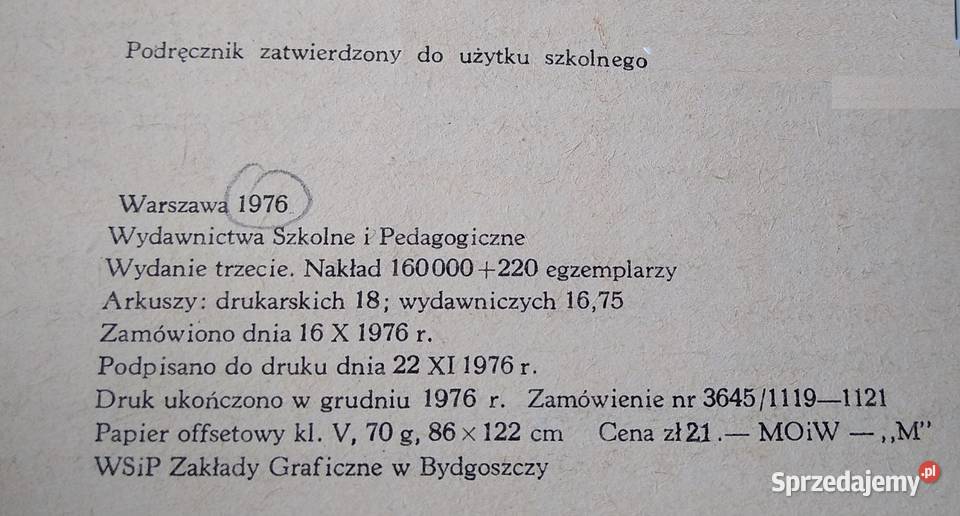 Podręcznik zatwierdzony do użytku szkolnego
Warszawa 1976
Wydawnictwa Szkolne i Pedagogiczne
Wydanie trzecie. Nakład 160000+220 egzemplarzy
Arkuszy: drukarskich 18; wydawniczych 16,75
Zamówiono dnia 16 X 1976 r.
Podpisano do druku dnia 22 XI 1976 r.
Druk ukończono w grudniu 1976 r. Zamówienie nr 3645/1119—1121
Papier offsetowy kl. V, 70 g, 86 × 122 cm Cena zł 21.— MOiW — „M”
WSiP Zakłady Graficzne w Bydgoszczy
Sprzedajemy.pl